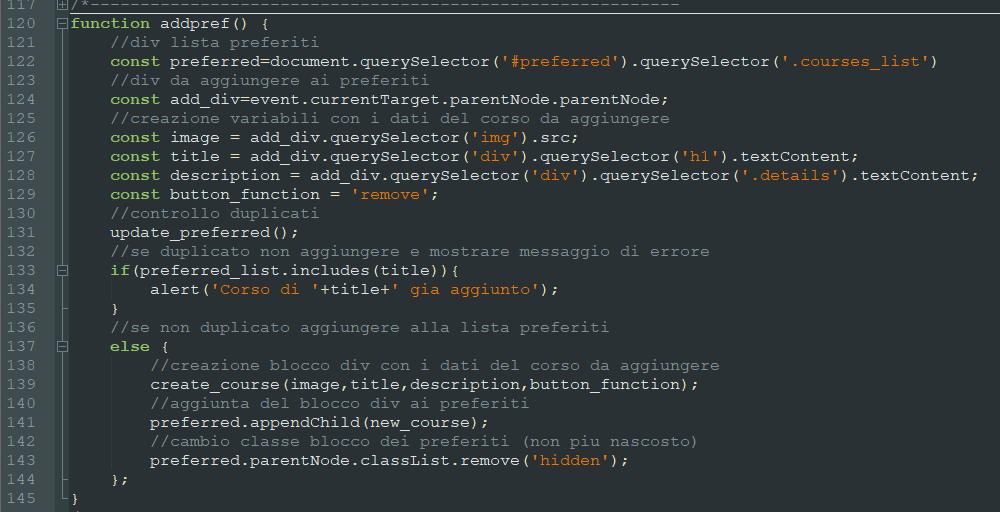 117 /*-----------------------------------------------------------
120 function addpref() {
121     //div lista preferiti
122     const preferred=document.querySelector('#preferred').querySelector('.courses_list')
123     //div da aggiungere ai preferiti
124     const add_div=event.currentTarget.parentNode.parentNode;
125     //creazione variabili con i dati del corso da aggiungere
126     const image = add_div.querySelector('img').src;
127     const title = add_div.querySelector('div').querySelector('h1').textContent;
128     const description = add_div.querySelector('div').querySelector('.details').textContent;
129     const button_function = 'remove';
130     //controllo duplicati
131     update_preferred();
132     //se duplicato non aggiungere e mostrare messaggio di errore
133     if(preferred_list.includes(title)){
134         alert('Corso di '+title+' gia aggiunto');
135     }
136     //se non duplicato aggiungere alla lista preferiti
137     else {
138         //creazione blocco div con i dati del corso da aggiungere
139         create_course(image,title,description,button_function);
140         //aggiunta del blocco div ai preferiti
141         preferred.appendChild(new_course);
142         //cambio classe blocco dei preferiti (non piu nascosto)
143         preferred.parentNode.classList.remove('hidden');
144     };
145 }